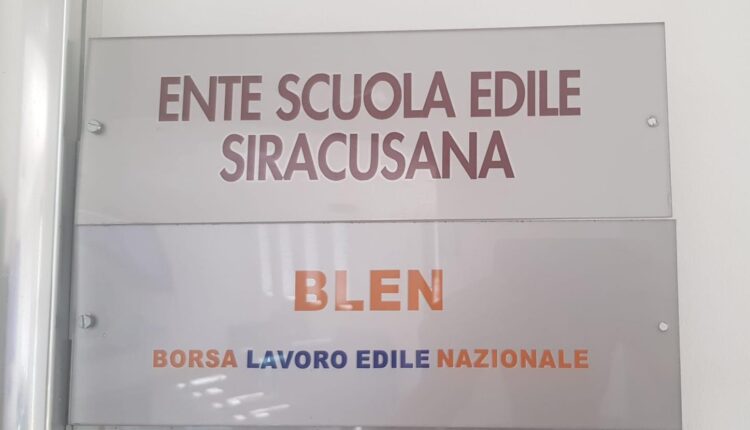 ENTE SCUOLA EDILE
SIRACUSANA
BLEN
BORSA LAVORO EDILE NAZIONALE